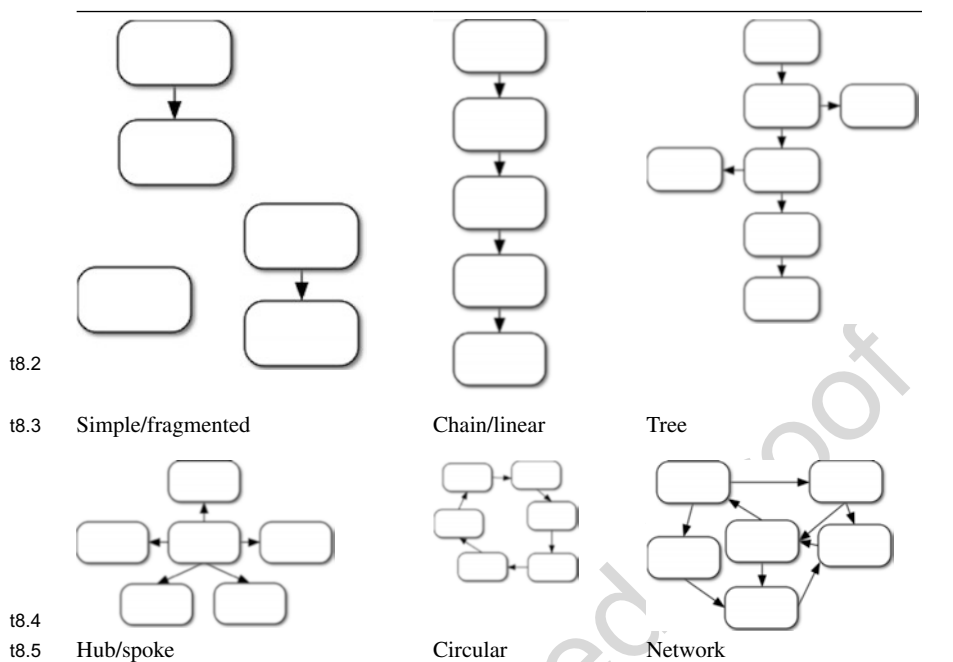 t8.2
t8.3 Simple/fragmented Chain/linear Tree
t8.4
t8.5 Hub/spoke Circular Network